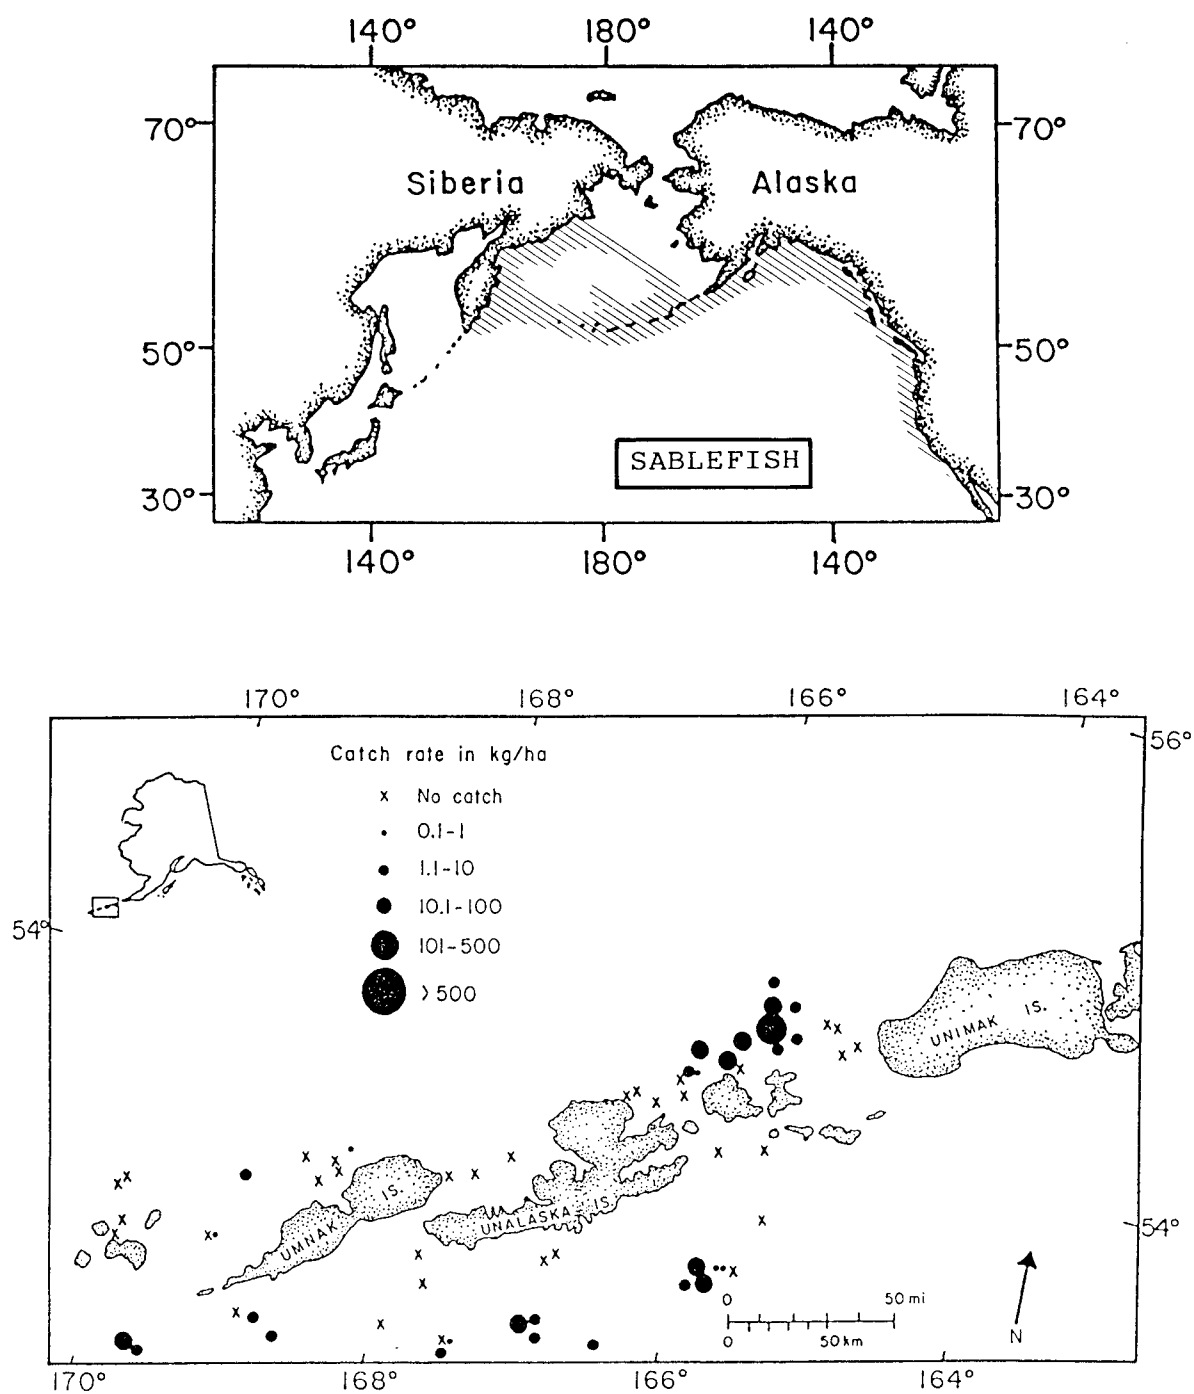 140° 180° 140°
70° 70°
Siberia Alaska
50° 50°
SABLEFISH
30° 30°
140° 180° 140°
170° 168° 166° 164°
56°
Catch rate in kg/ha
x No catch
0.1-1
1.1-10
10.1-100
54°
101-500
>500
UNIMAK IS.
UMNAK IS.
UNALASKA IS.
54°
0 50 mi
0 50 km
N
170° 168° 166° 164°